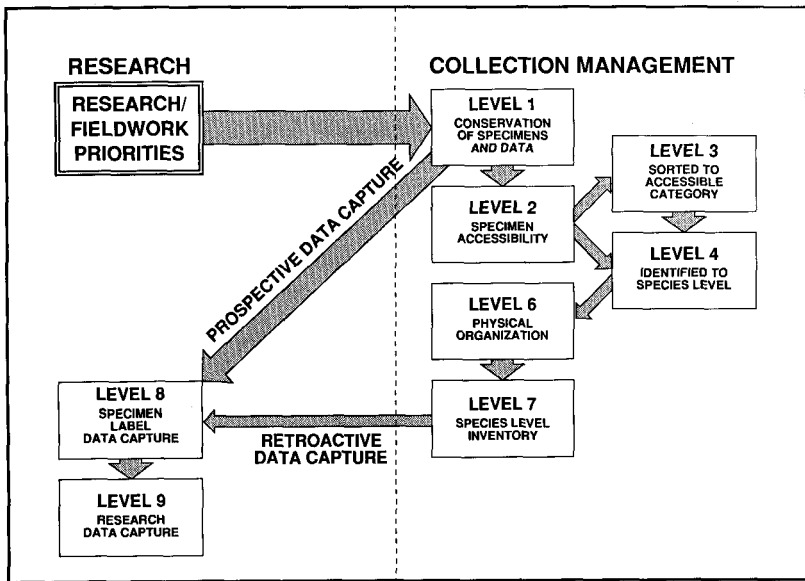 RESEARCH
RESEARCH/
FIELDWORK
PRIORITIES
COLLECTION MANAGEMENT
LEVEL 1
CONSERVATION
OF SPECIMENS
AND DATA
LEVEL 2
SPECIMEN
ACCESSIBILITY
LEVEL 3
SORTED TO
ACCESSIBLE
CATEGORY
LEVEL 4
IDENTIFIED TO
SPECIES LEVEL
LEVEL 6
PHYSICAL
ORGANIZATION
LEVEL 7
SPECIES LEVEL
INVENTORY
PROSPECTIVE DATA CAPTURE
RETROACTIVE
DATA CAPTURE
LEVEL 8
SPECIMEN
LABEL
DATA CAPTURE
LEVEL 9
RESEARCH
DATA CAPTURE